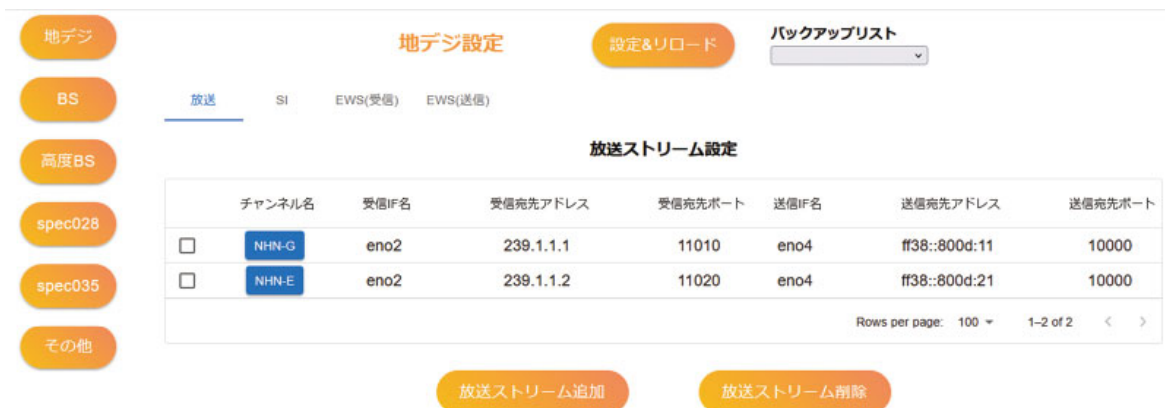 地デジ
BS
高度BS
spec028
spec035
その他
地デジ設定
設定&リロード
バックアップリスト
放送 SI EWS(受信) EWS(送信)
放送ストリーム設定
チャンネル名 受信IF名 受信宛先アドレス 受信宛先ポート 送信IF名 送信宛先アドレス 送信宛先ポート
NHN-G eno2 239.1.1.1 11010 eno4 ff38::800d:11 10000
NHN-E eno2 239.1.1.2 11020 eno4 ff38::800d:21 10000
Rows per page: 100 1–2 of 2
放送ストリーム追加 放送ストリーム削除